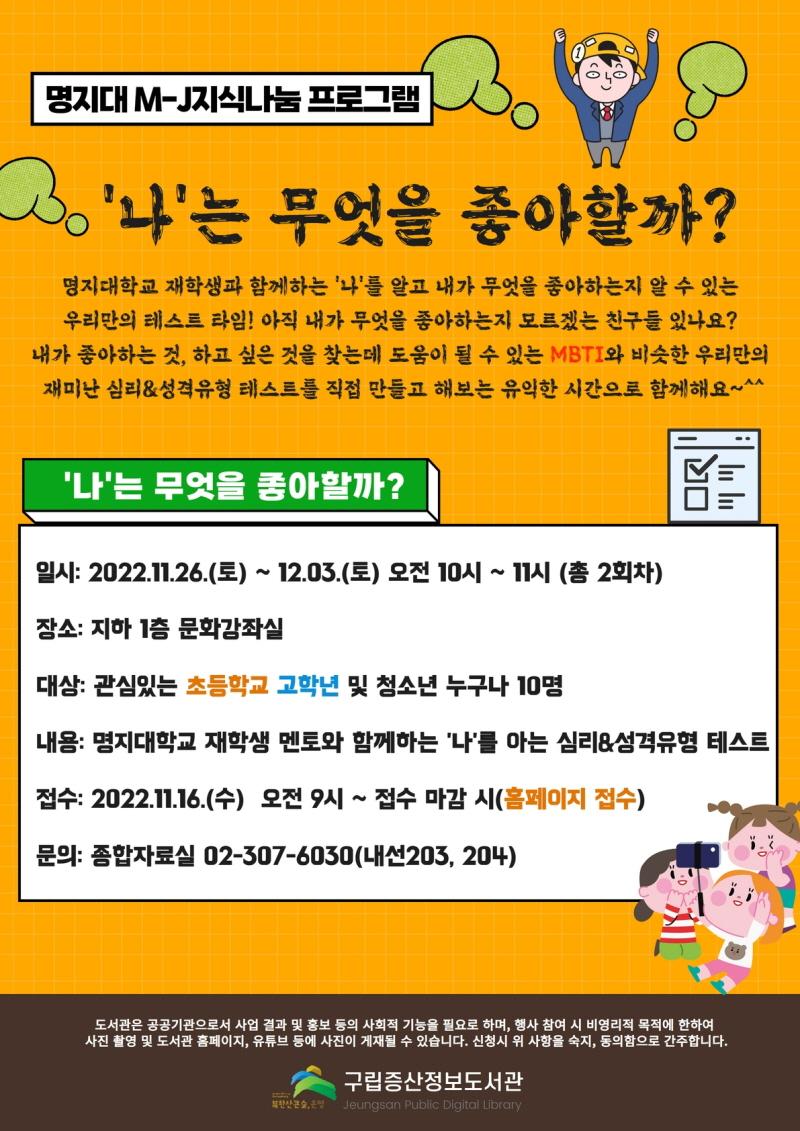 명지대 M-J지식나눔 프로그램
1
'나'는 무엇을 좋아할까?
명지대학교 재학생과 함께하는 '나'를 알고 내가 무엇을 좋아하는지 알 수 있는
우리만의 테스트 타임! 아직 내가 무엇을 좋아하는지 모르겠는 친구들 있나요?
내가 좋아하는 것, 하고 싶은 것을 찾는데 도움이 될 수 있는 MBTI와 비슷한 우리만의
재미난 심리&성격유형 테스트를 직접 만들고 해보는 유익한 시간으로 함께해요~^^
'나'는 무엇을 좋아할까?
일시: 2022.11.26.(토) ~ 12.03.(토) 오전 10시 ~ 11시 (총 2회차)
장소: 지하 1층 문화강좌실
대상: 관심있는 초등학교 고학년 및 청소년 누구나 10명
내용: 명지대학교 재학생 멘토와 함께하는 '나'를 아는 심리&성격유형 테스트
접수: 2022.11.16.(수) 오전 9시 ~ 접수 마감 시(홈페이지 접수)
문의: 종합자료실 02-307-6030(내선203, 204)
도서관은 공공기관으로서 사업 결과 및 홍보 등의 사회적 기능을 필요로 하며, 행사 참여 시 비영리적 목적에 한하여
사진 촬영 및 도서관 홈페이지, 유튜브 등에 사진이 게재될 수 있습니다. 신청시 위 사항을 숙지, 동의함으로 간주합니다.
북한산큰숲, 은평
구립증산정보도서관
Jeungsan Public Digital Library